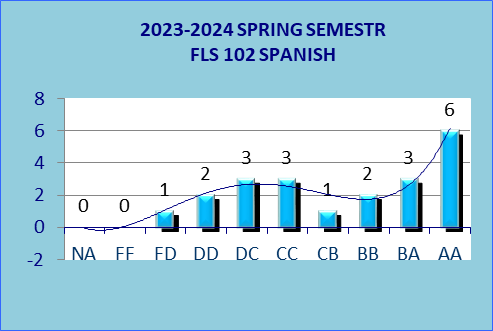 2023-2024 SPRING SEMESTR
FLS 102 SPANISH
8
6
4
2
0
-2
0 0 1 2 3 3 1 2 3 6
NA FF FD DD DC CC CB BB BA AA